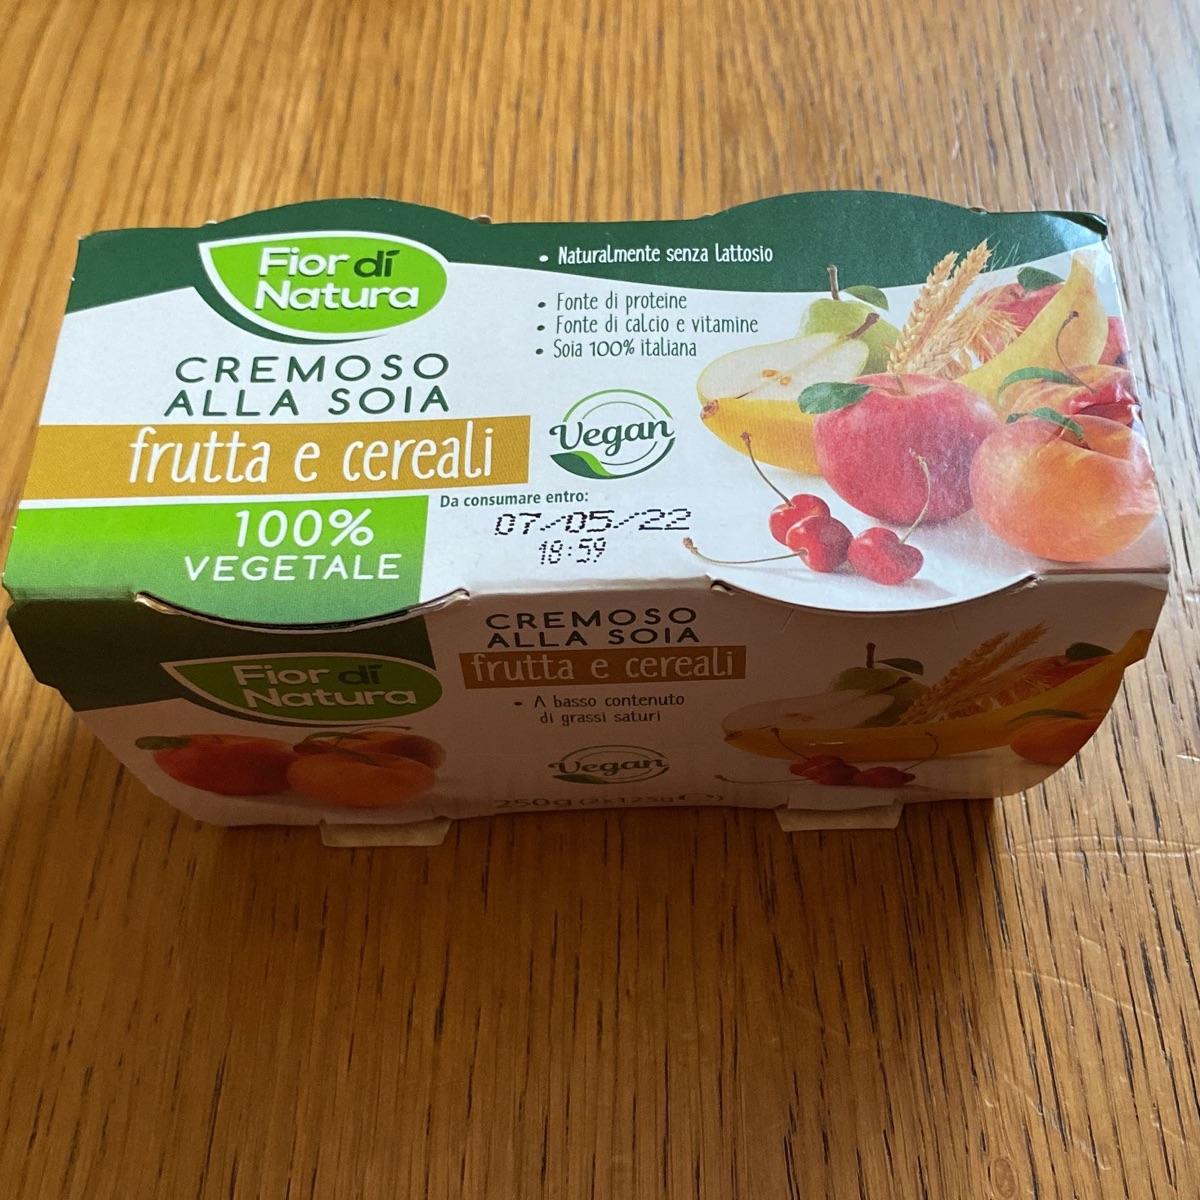 Fior di
Natura
CREMOSO
ALLA SOIA
frutta e cereali
100%
VEGETALE
• Naturalmente senza lattosio
• Fonte di proteine
• Fonte di calcio e vitamine
• Soia 100% italiana
Vegan
Da consumare entro:
07/05/22
18:59
Fior di
Natura
CREMOSO
ALLA SOIA
frutta e cereali
• A basso contenuto
di grassi saturi
Vegan
250g (2x125g ℮)